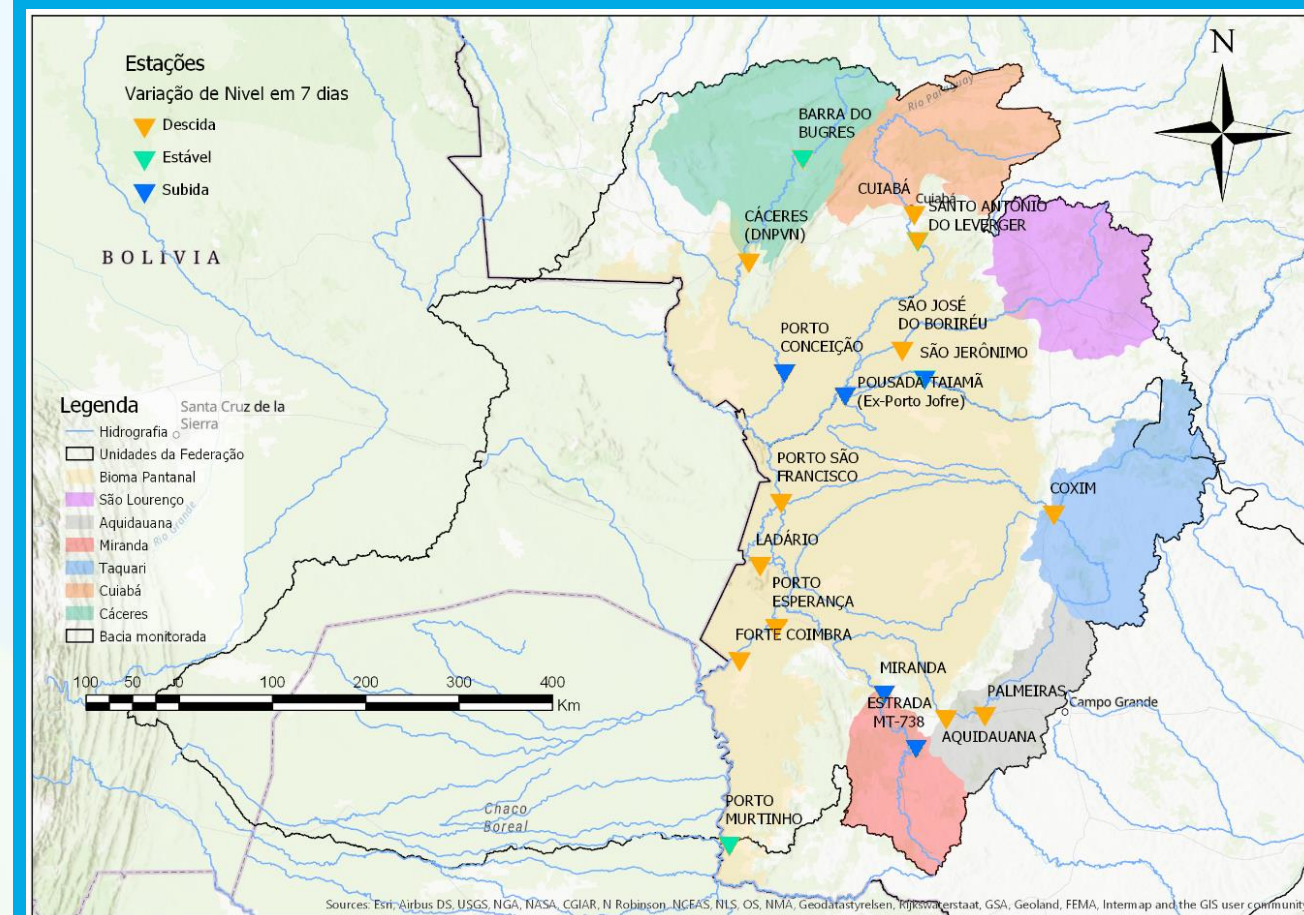 Estações
Variação de Nivel em 7 dias
Descida
Estável
Subida
N
Rio Paraguay
BARRA DO
BUGRES
CUIABÁ
Cuiabá
SANTO ANTÔNIO
DO LEVERGER
CÁCERES
(DNPVN)
BOLIVIA
SÃO JOSÉ
DO BORIRÉU
PORTO
CONCEIÇÃO
SÃO JERÔNIMO
POUSADA TAIAMÃ
(Ex-Porto Jofre)
Legenda
Santa Cruz de la
Sierra
Hidrografia
Unidades da Federação
Bioma Pantanal
São Lourenço
Aquidauana
Miranda
Taquari
Cuiabá
Cáceres
Bacia monitorada
Rio Grande
PORTO SÃO
FRANCISCO
COXIM
LADÁRIO
PORTO
ESPERANÇA
FORTE COIMBRA
100 50 0 100 200 300 400
Km
MIRANDA
ESTRADA
MT-738
PALMEIRAS
Campo Grande
AQUIDAUANA
Chaco
Boreal
PORTO
MURTINHO
Sources: Esri, Airbus DS, USGS, NGA, NASA, CGIAR, N Robinson, NCEAS, NLS, OS, NMA, Geodatastyrelsen, Rijkswaterstaat, GSA, Geoland, FEMA, Intermap and the GIS user community